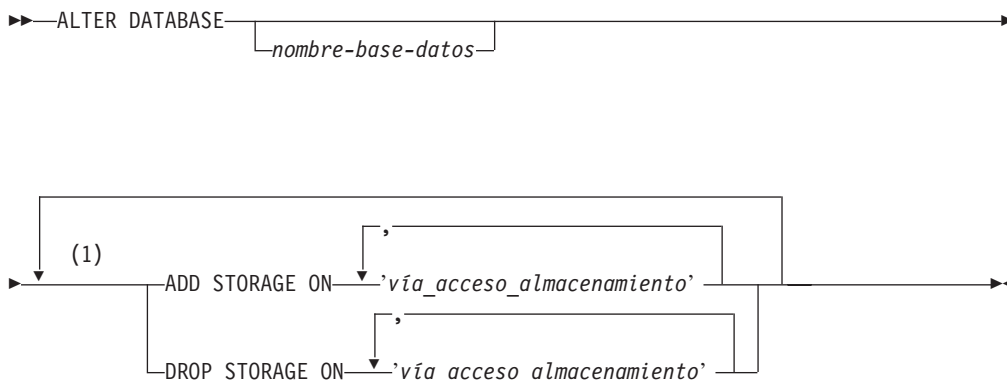 ALTER DATABASE
nombre-base-datos
,
(1)
ADD STORAGE ON 'vía_acceso_almacenamiento'
,
DROP STORAGE ON 'vía acceso almacenamiento'